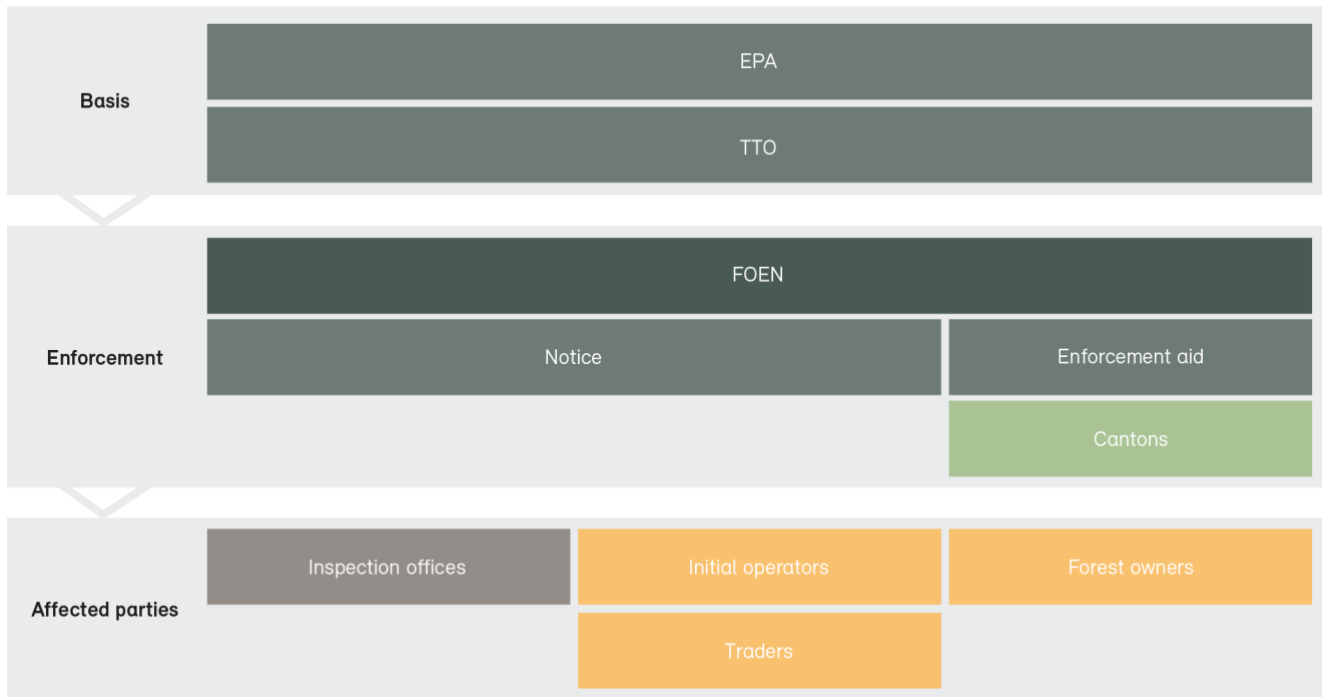 Basis
EPA
TTO
Enforcement
FOEN
Notice
Enforcement aid
Cantons
Affected parties
Inspection offices
Initial operators
Forest owners
Traders